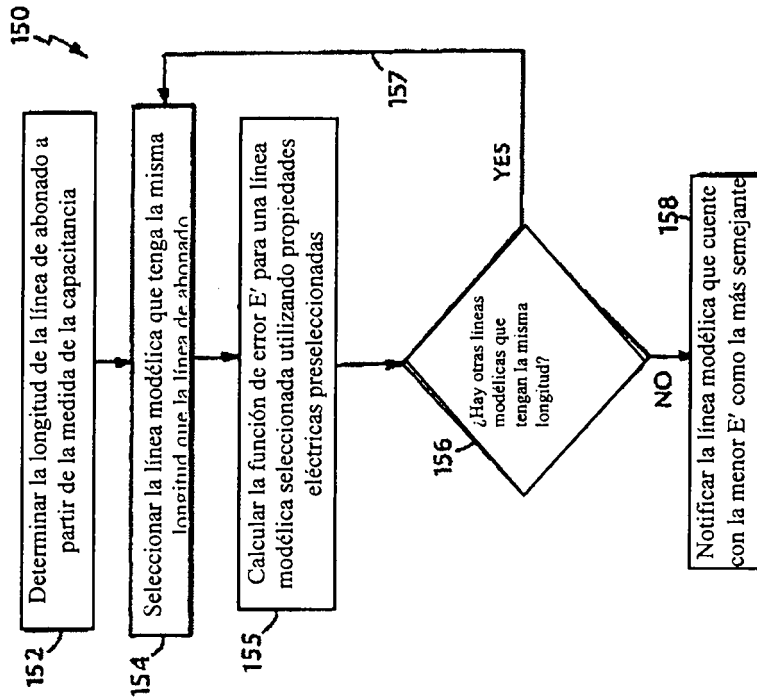 150
152
Determinar la longitud de la línea de abonado a
partir de la medida de la capacitancia
154
Seleccionar la línea modélica que tenga la misma
longitud que la línea de abonado
155
Calcular la función de error E' para una línea
modélica seleccionada utilizando propiedades
eléctricas preseleccionadas
156
¿Hay otras lineas
modélicas que
tengan la misma
longitud?
YES
157
NO
158
Notificar la línea modélica que cuente
con la menor E' como la más semejante